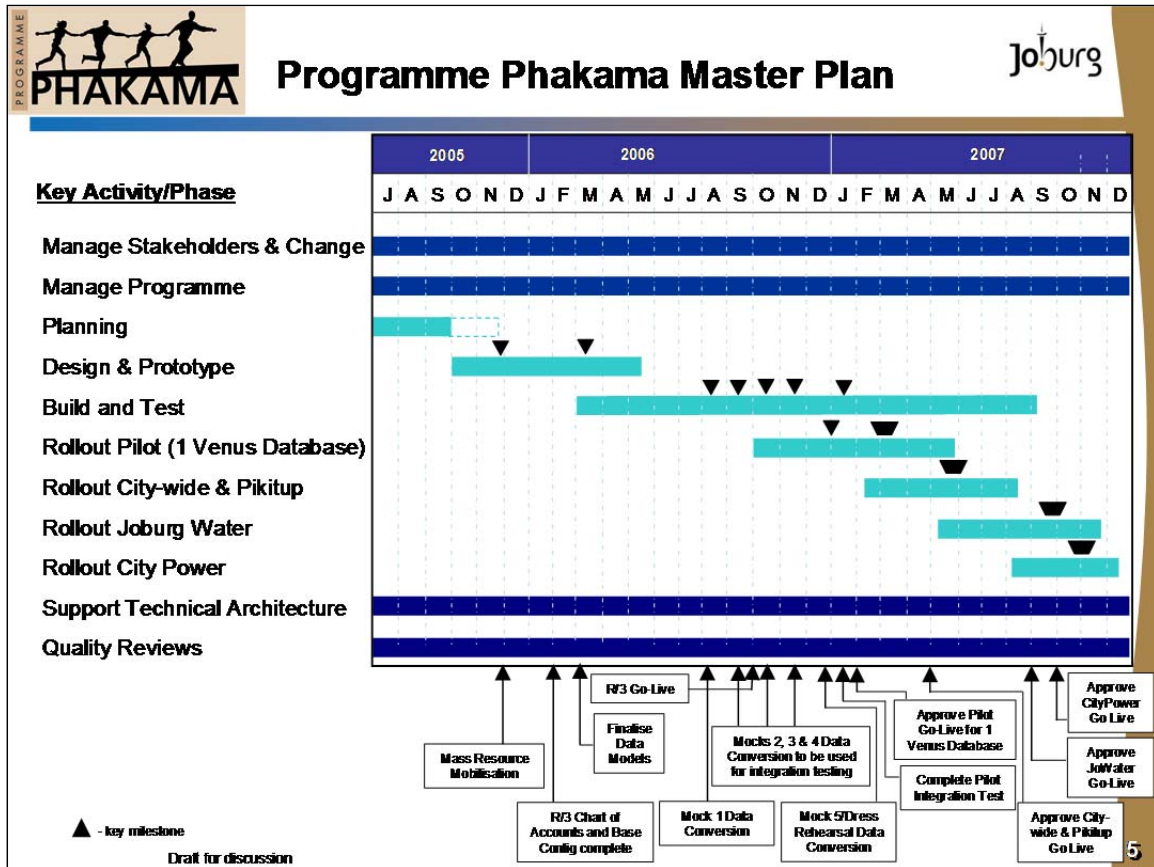 PROGRAMME
PHAKAMA
Programme Phakama Master Plan
Joburg
2005 2006 2007
Key Activity/Phase
J A S O N D J F M A M J J A S O N D J F M A M J J A S O N D
Manage Stakeholders & Change
Manage Programme
Planning
Design & Prototype
Build and Test
Rollout Pilot (1 Venus Database)
Rollout City-wide & Pikitup
Rollout Joburg Water
Rollout City Power
Support Technical Architecture
Quality Reviews
R/3 Go-Live
Mass Resource
Mobilisation
Finalise
Data
Models
R/3 Chart of
Accounts and Base
Config complete
Mock 1 Data
Conversion
Mocks 2, 3 & 4 Data
Conversion to be used
for integration testing
Mock 5/Dress
Rehearsal Data
Conversion
Approve Pilot
Go-Live for 1
Venus Database
Complete Pilot
Integration Test
Approve City-
wide & Pikitup
Go Live
Approve
JoWater
Go-Live
Approve
CityPower
Go Live
- key milestone
Draft for discussion
5